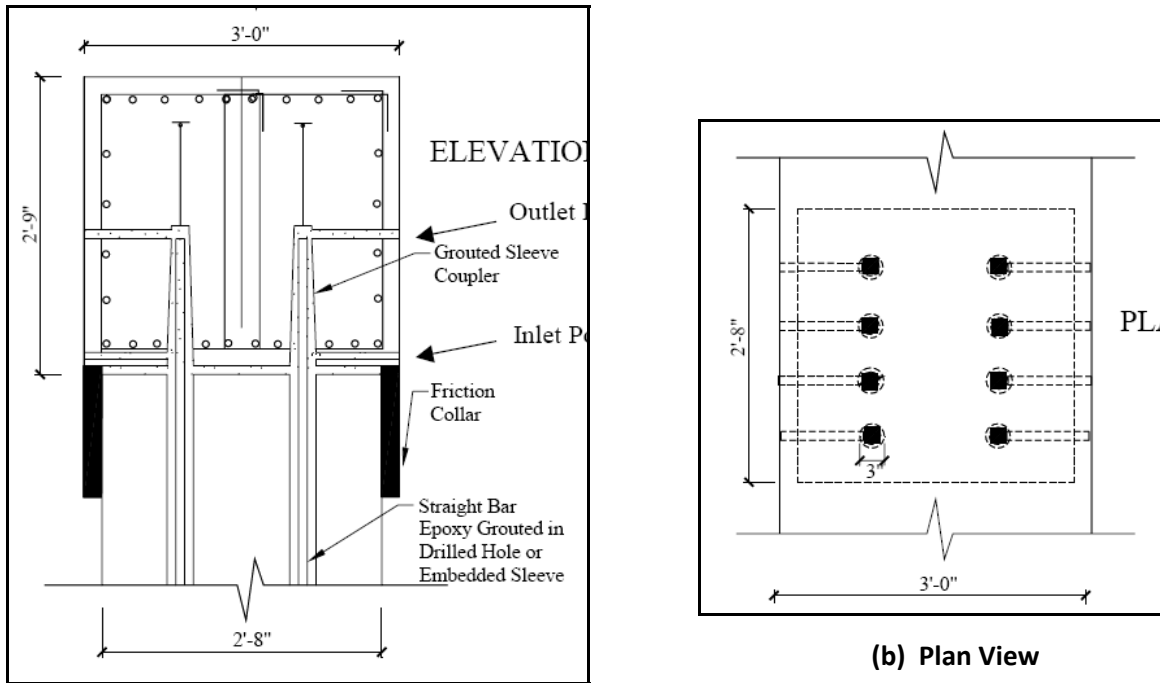 3'-0"
ELEVATIO
2'-9"
Outlet
Grouted Sleeve
Coupler
Inlet
Friction
Collar
Straight Bar
Epoxy Grouted in
Drilled Hole or
Embedded Sleeve
2'-8"
2'-8"
PLA
3"
3'-0"
(b) Plan View